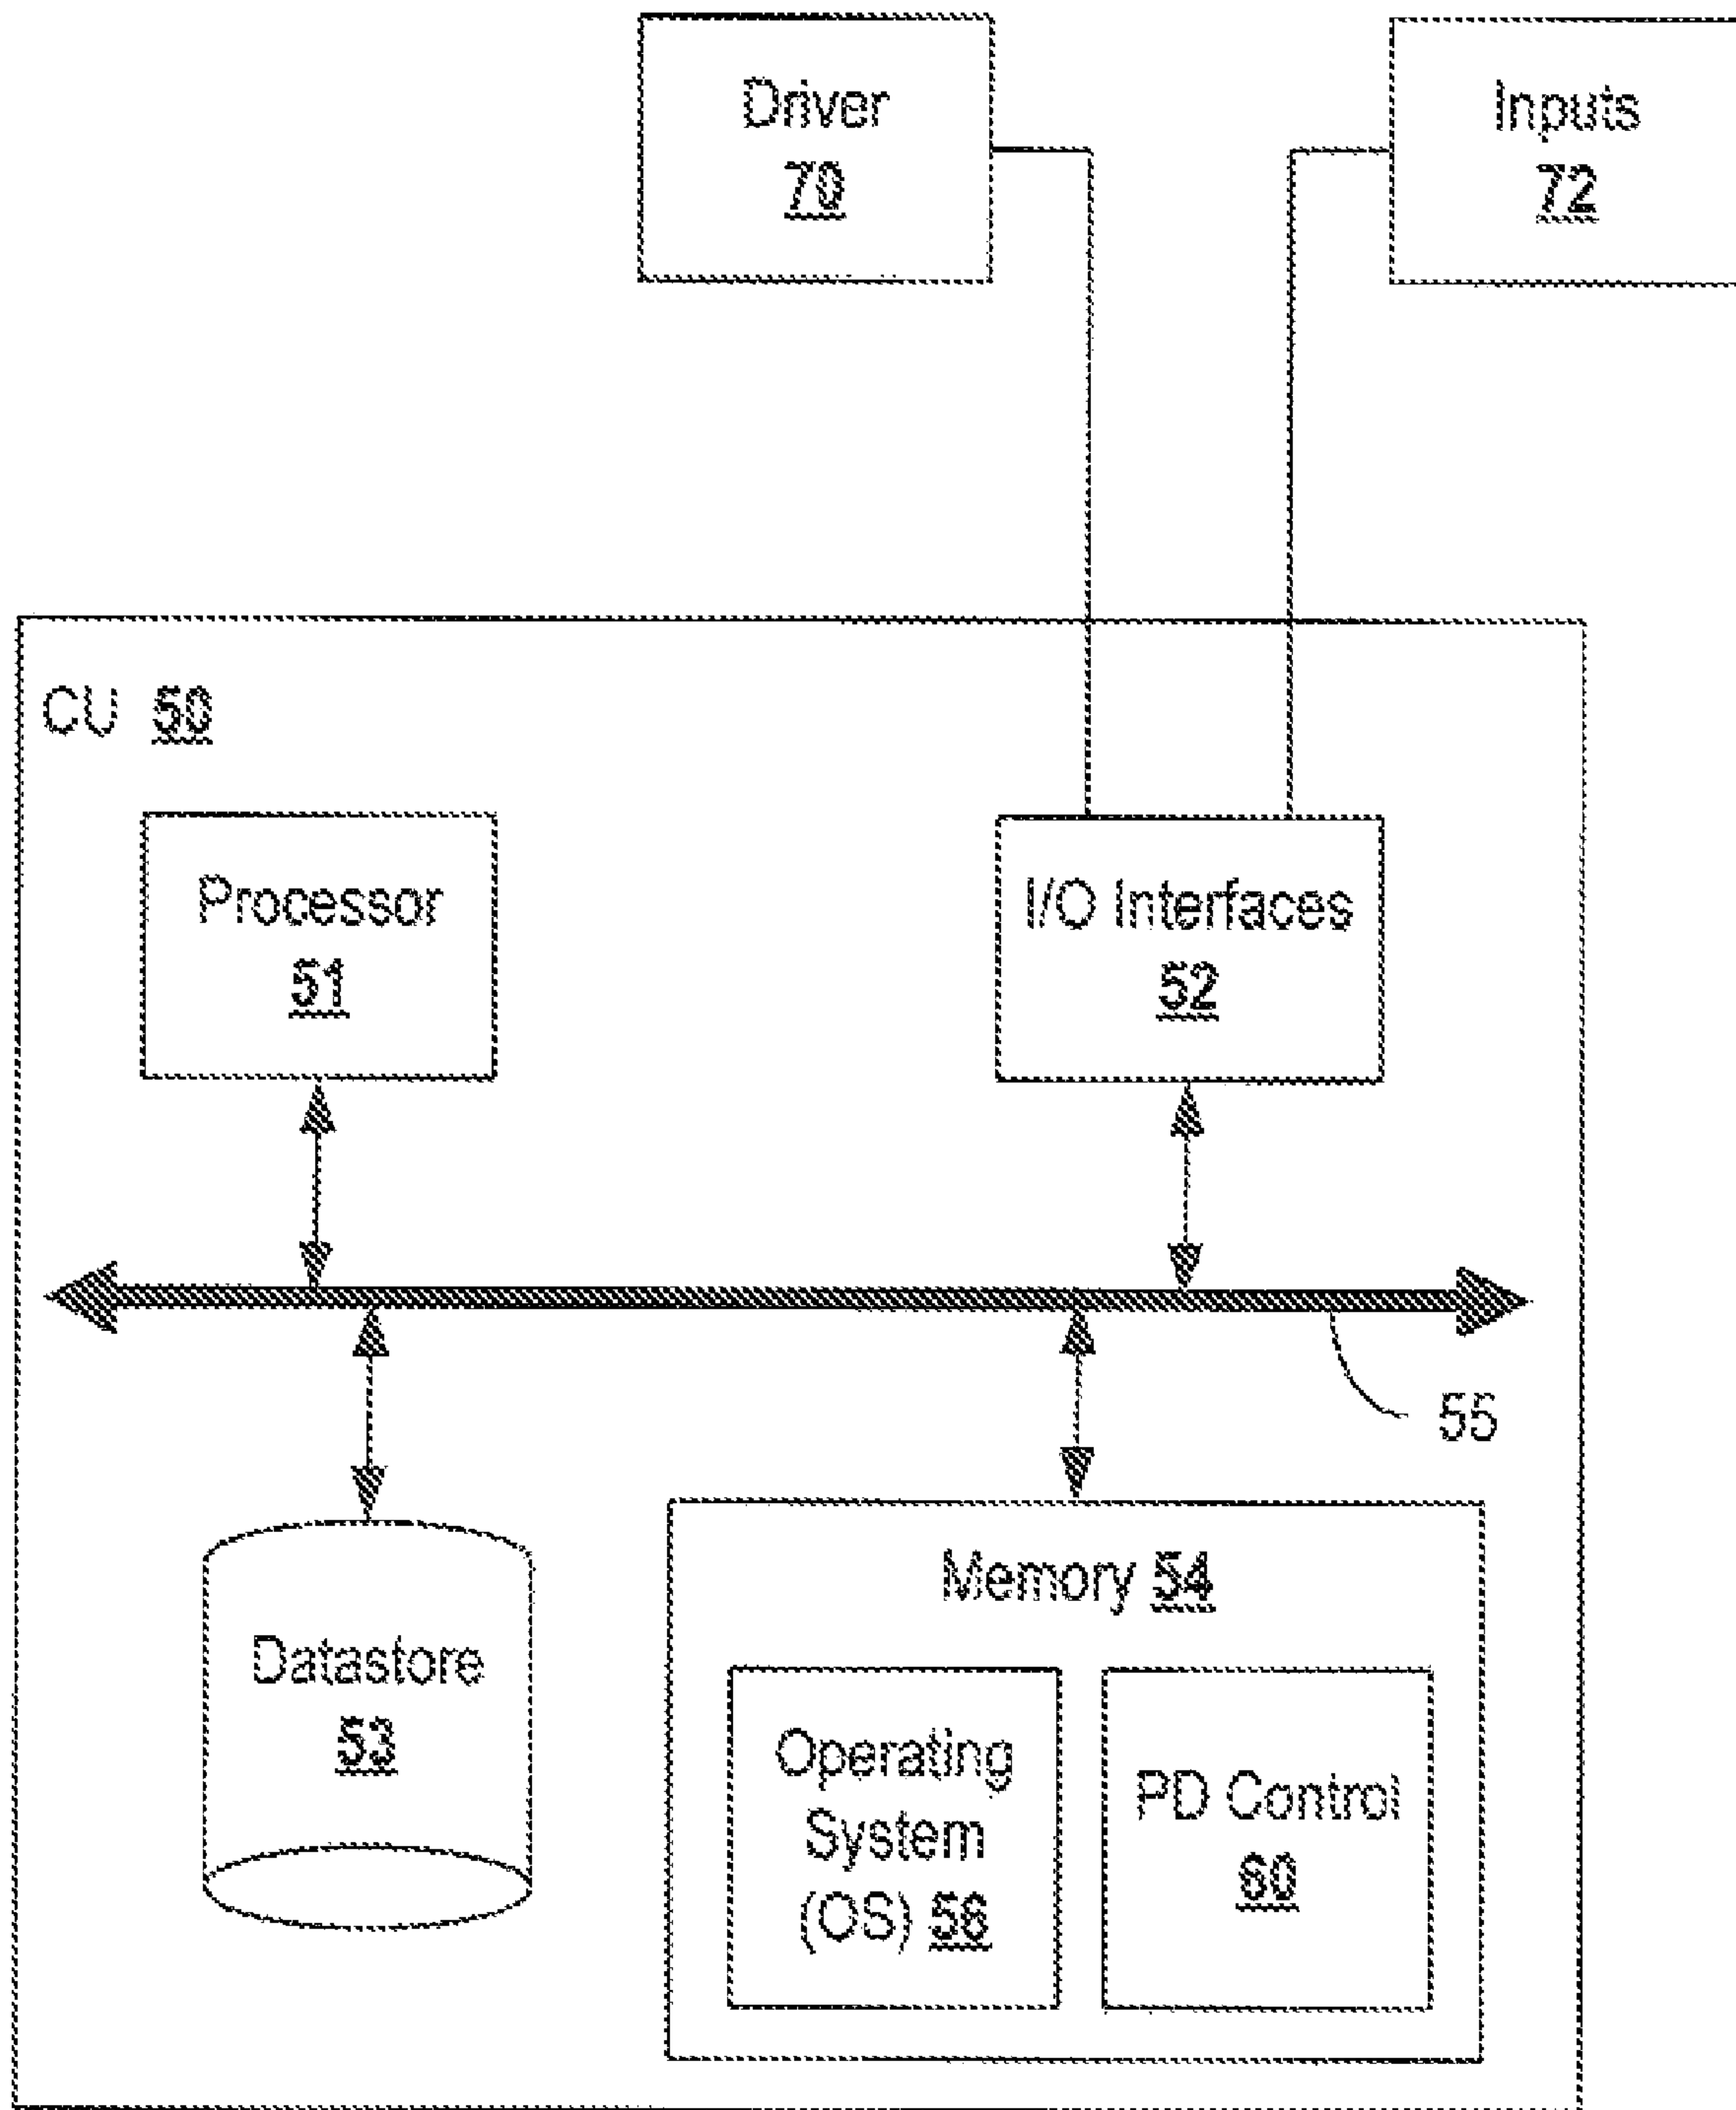 Driver
70
Inputs
72
CU 50
Processor
51
I/O Interfaces
52
55
Datastore
53
Memory 54
Operating
System
(OS) 56
PD Control
60